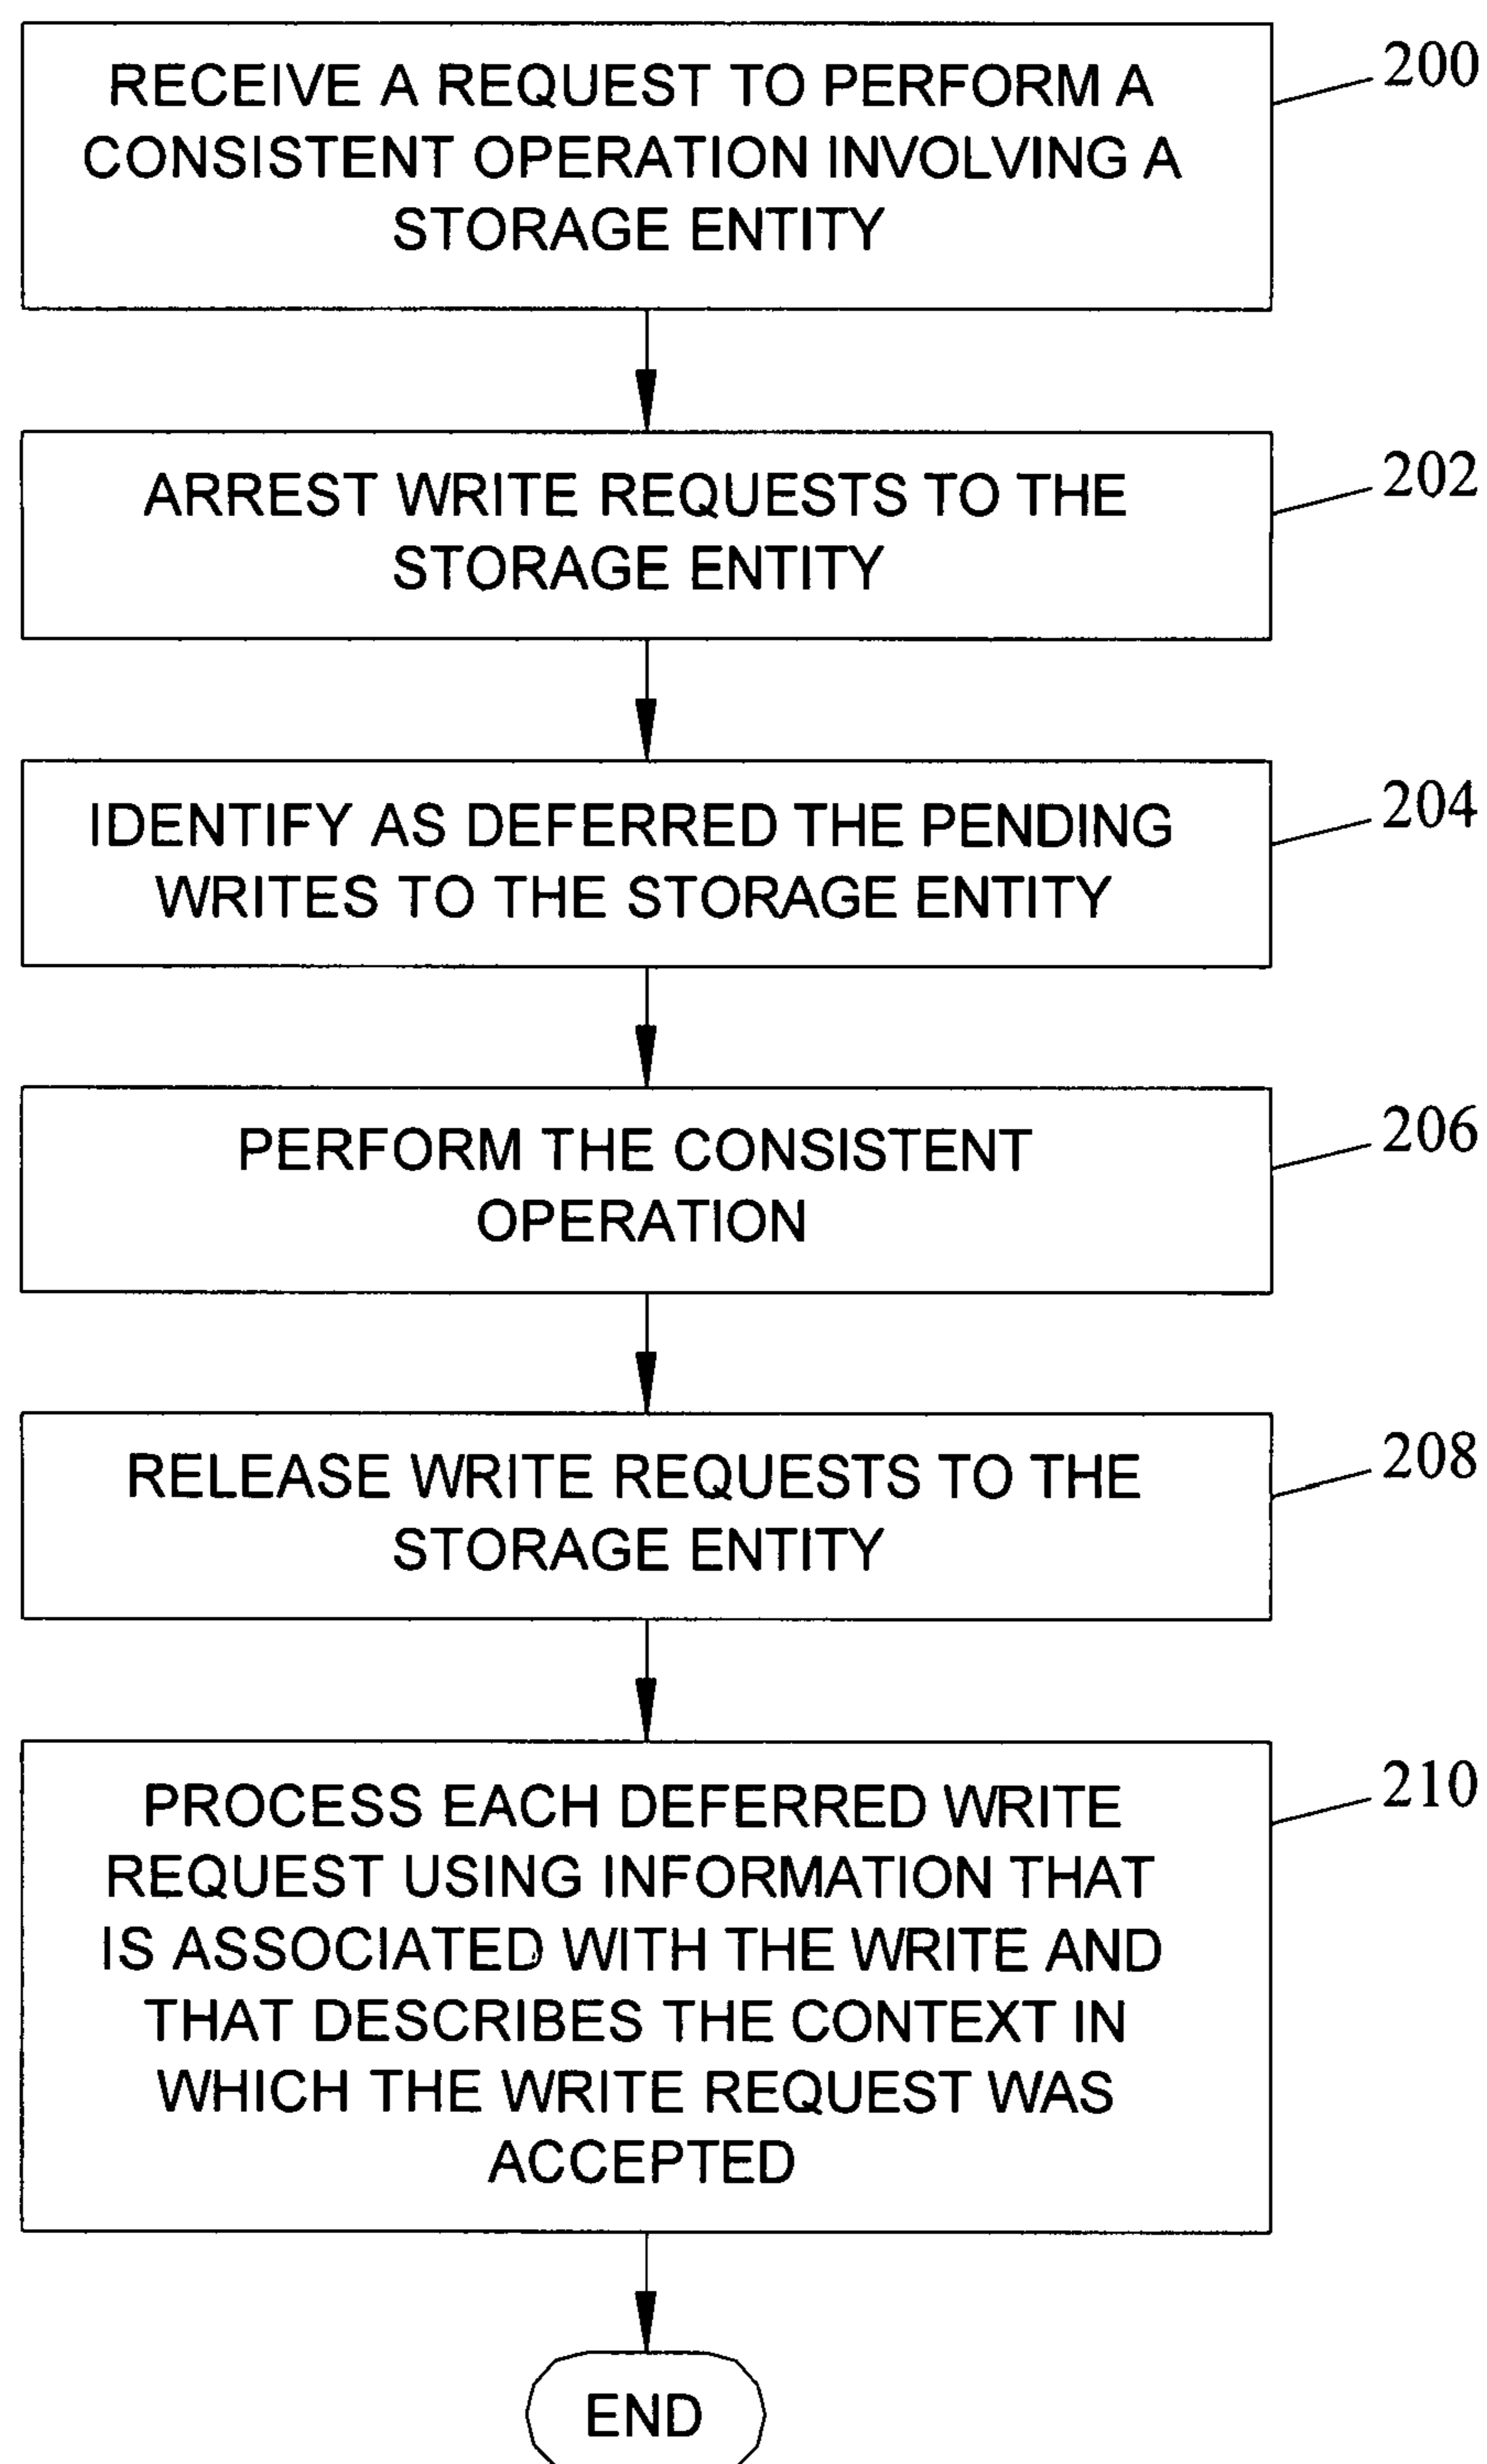 RECEIVE A REQUEST TO PERFORM A
CONSISTENT OPERATION INVOLVING A
STORAGE ENTITY
200
ARREST WRITE REQUESTS TO THE
STORAGE ENTITY
202
IDENTIFY AS DEFERRED THE PENDING
WRITES TO THE STORAGE ENTITY
204
PERFORM THE CONSISTENT
OPERATION
206
RELEASE WRITE REQUESTS TO THE
STORAGE ENTITY
208
PROCESS EACH DEFERRED WRITE
REQUEST USING INFORMATION THAT
IS ASSOCIATED WITH THE WRITE AND
THAT DESCRIBES THE CONTEXT IN
WHICH THE WRITE REQUEST WAS
ACCEPTED
210
END